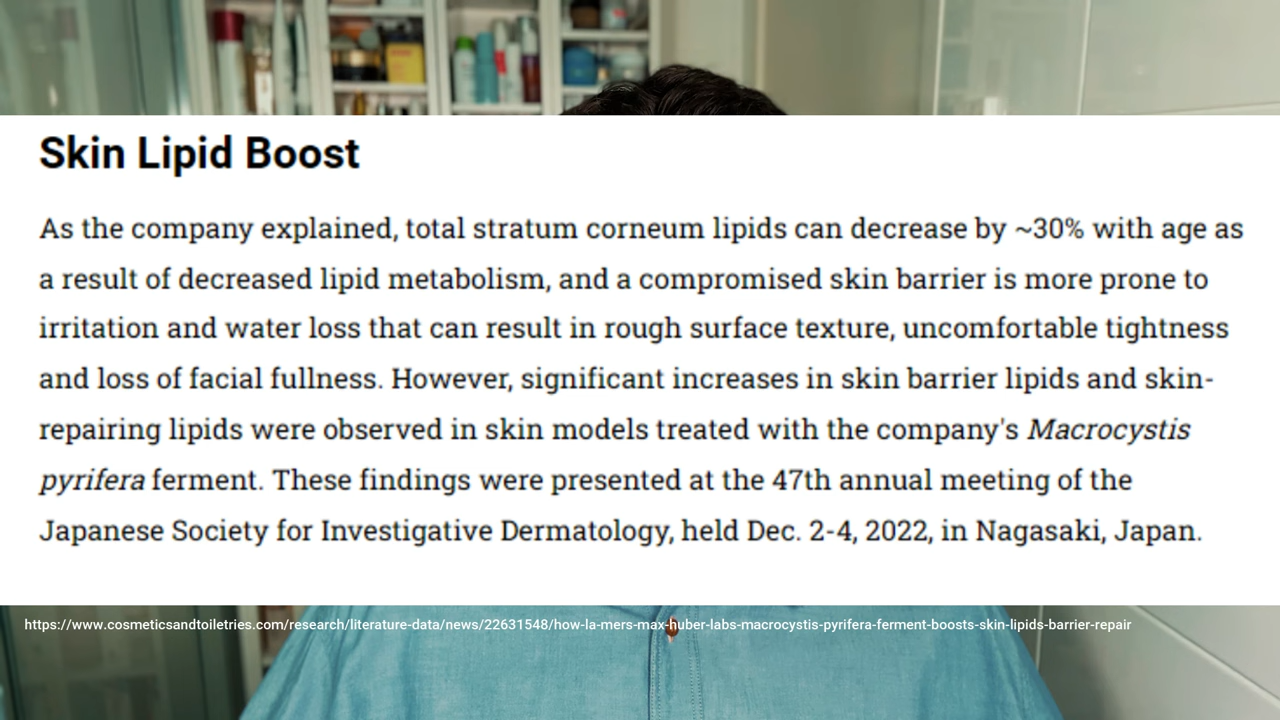 Skin Lipid Boost
As the company explained, total stratum corneum lipids can decrease by ~30% with age as
a result of decreased lipid metabolism, and a compromised skin barrier is more prone to
irritation and water loss that can result in rough surface texture, uncomfortable tightness
and loss of facial fullness. However, significant increases in skin barrier lipids and skin-
repairing lipids were observed in skin models treated with the company's Macrocystis
pyrifera ferment. These findings were presented at the 47th annual meeting of the
Japanese Society for Investigative Dermatology, held Dec. 2-4, 2022, in Nagasaki, Japan.
https://www.cosmeticsandtoiletries.com/research/literature-data/news/22631548/how-la-mers-max-huber-labs-macrocystis-pyrifera-ferment-boosts-skin-lipids-barrier-repair